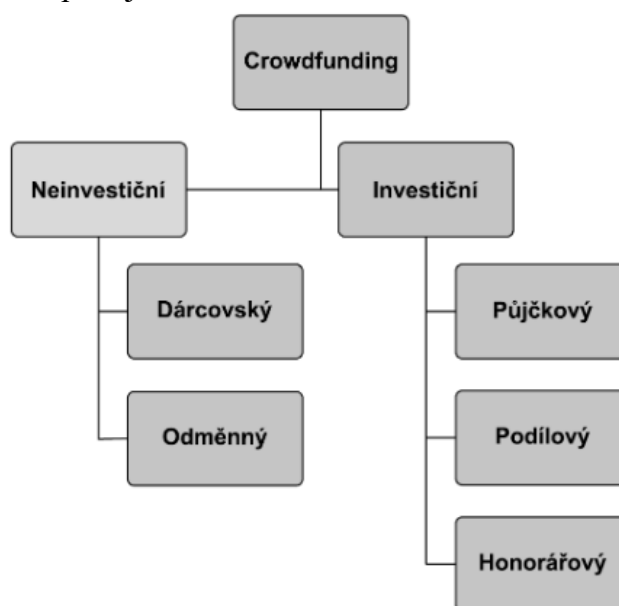 Crowdfunding
Neinvestiční
Investiční
Dárcovský
Půjčkový
Odměnný
Podílový
Honorářový